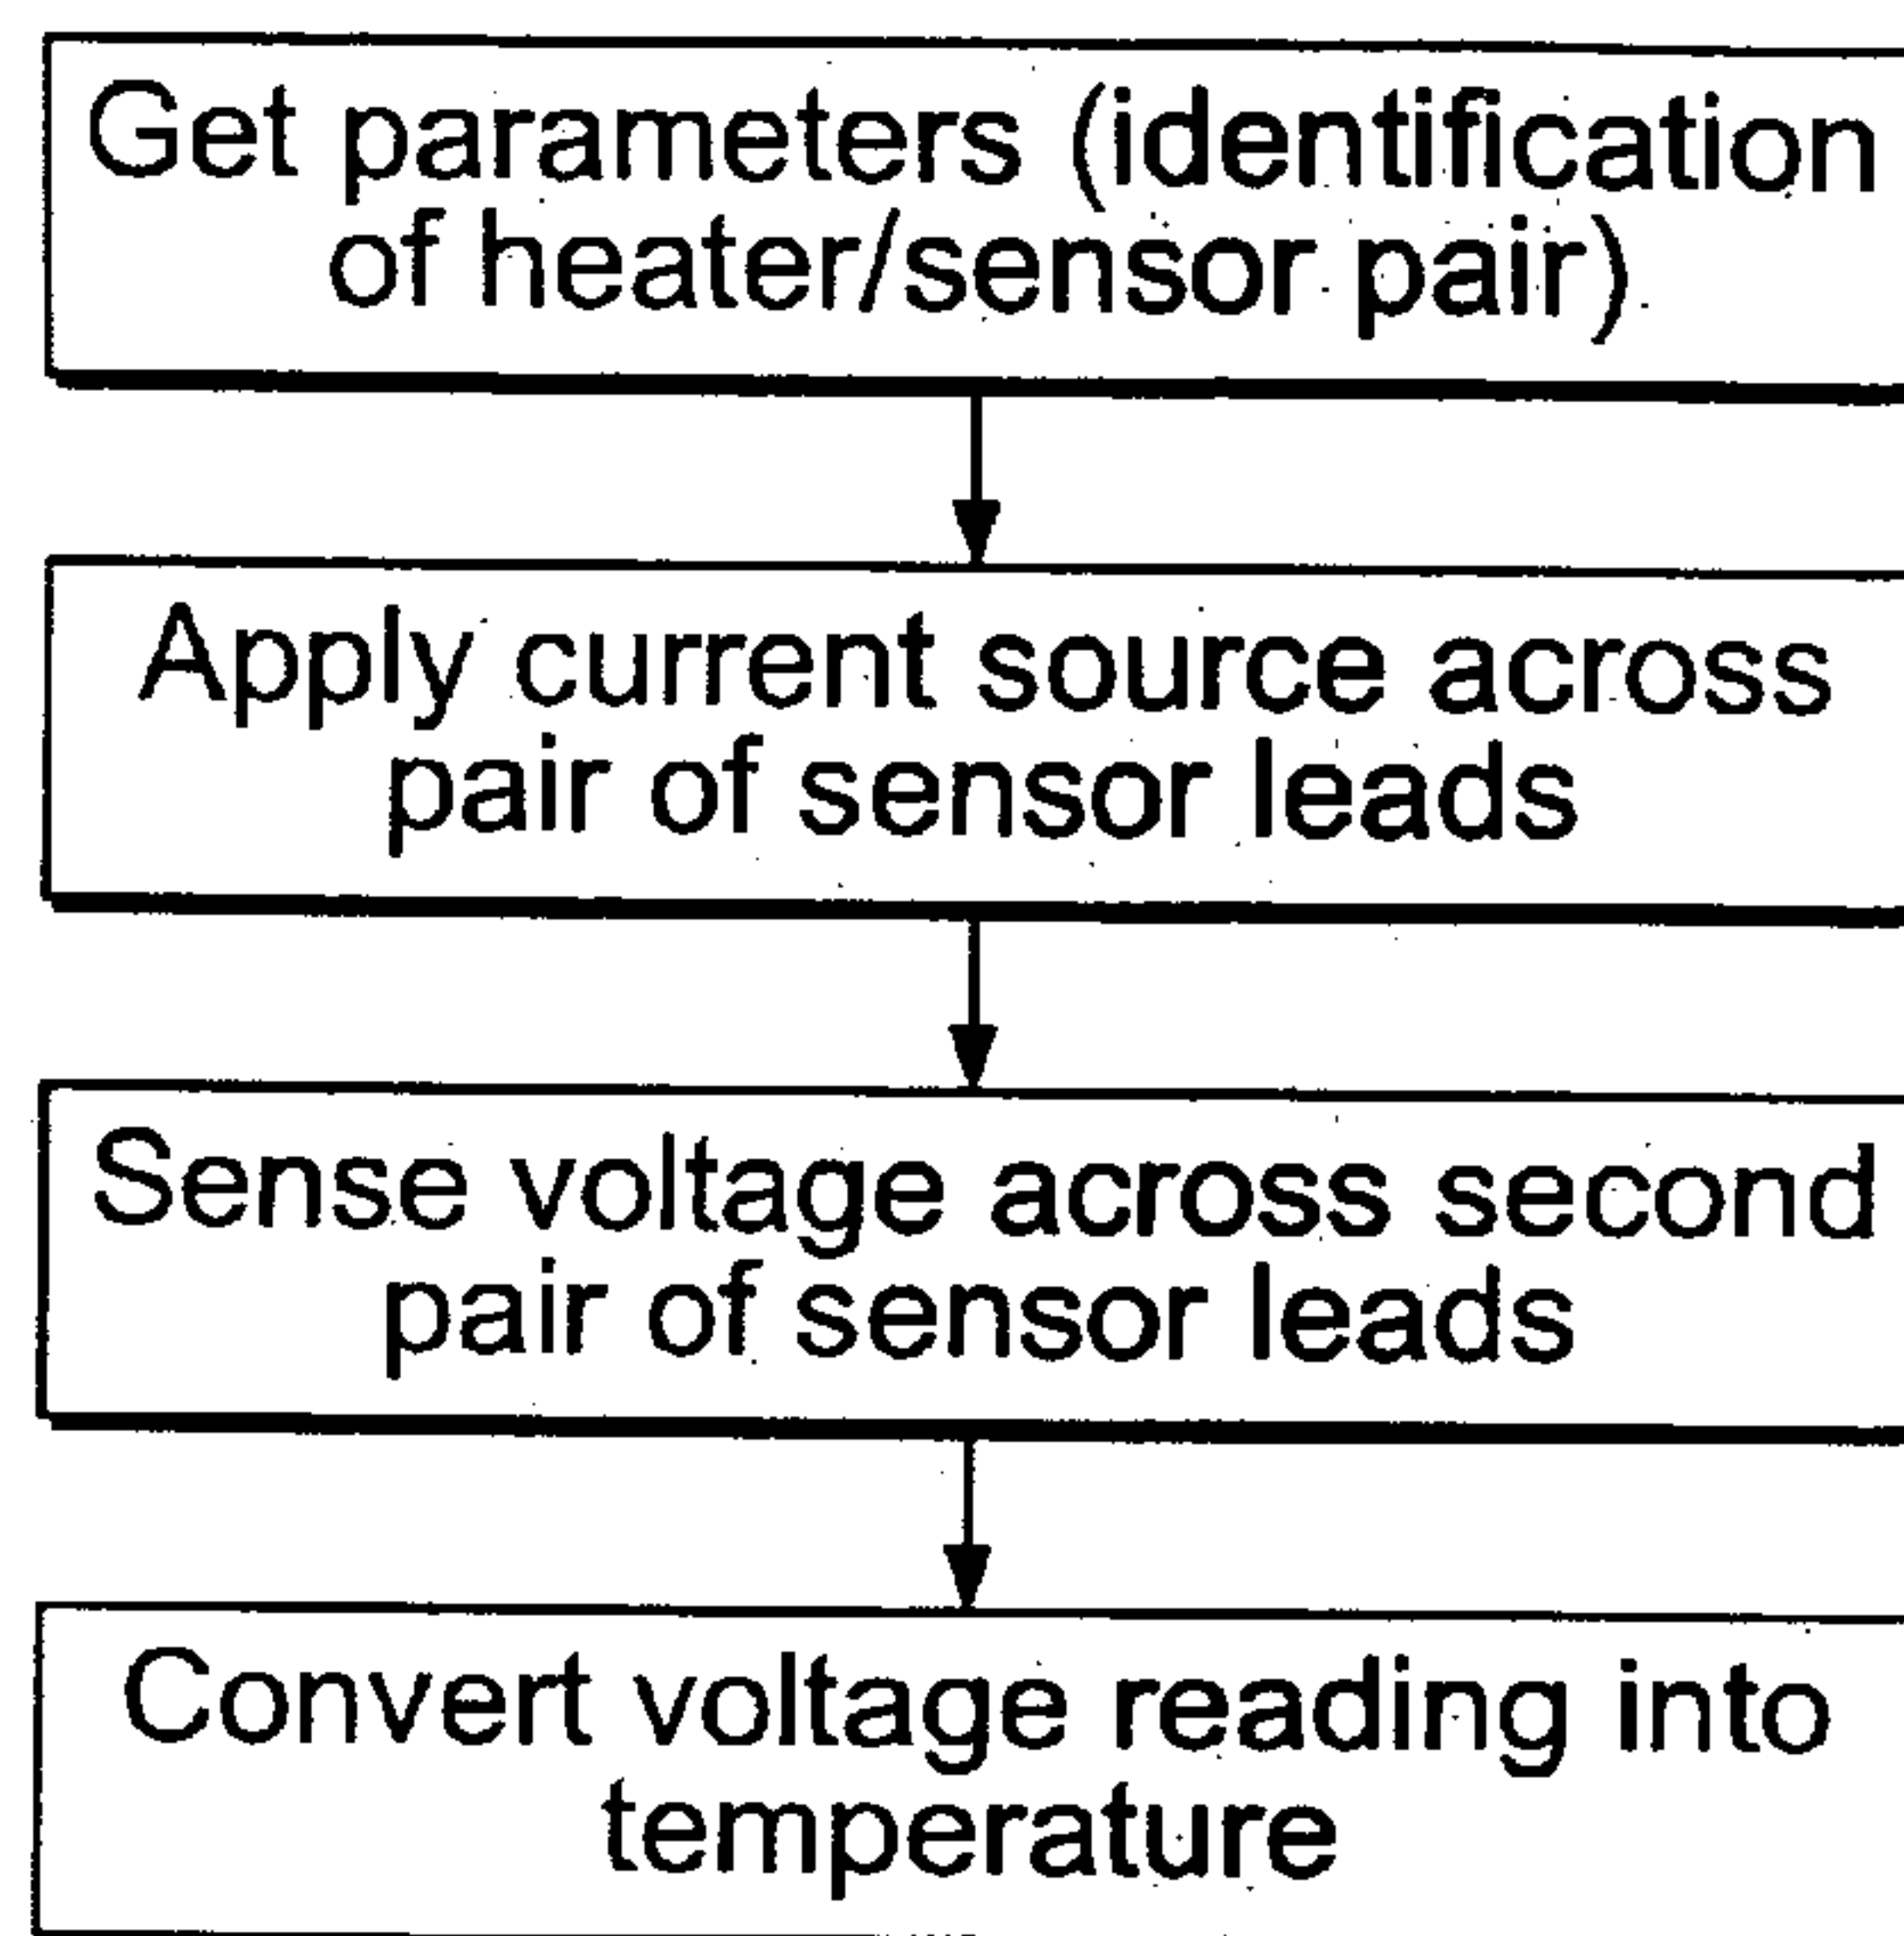 Get parameters (identification
of heater/sensor pair)
Apply current source across
pair of sensor leads
Sense voltage across second
pair of sensor leads
Convert voltage reading into
temperature